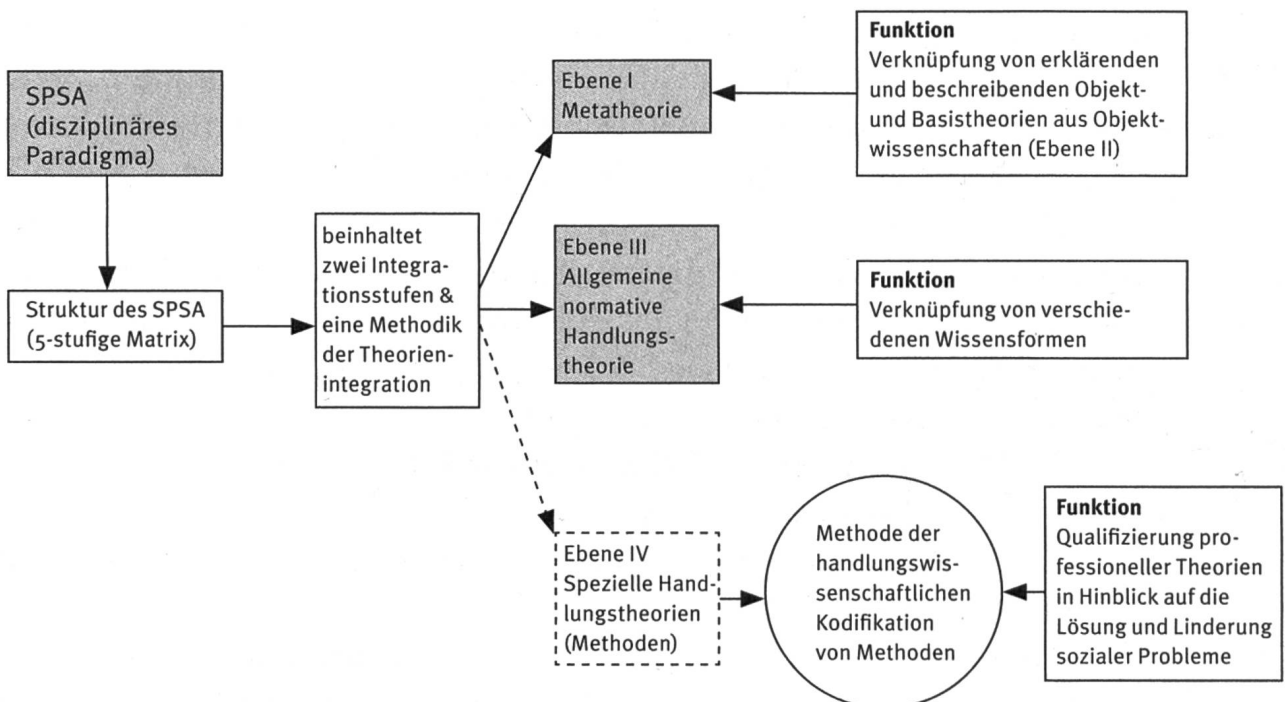 SPSA
(disziplinäres
Paradigma)
Struktur des SPSA
(5-stufige Matrix)
beinhaltet
zwei Integra-
tionsstufen &
eine Methodik
der Theorien-
integration
Ebene I
Metatheorie
Funktion
Verknüpfung von erklärenden
und beschreibenden Objekt-
und Basistheorien aus Objekt-
wissenschaften (Ebene II)
Ebene III
Allgemeine
normative
Handlungs-
theorie
Funktion
Verknüpfung von verschie-
denen Wissensformen
Ebene IV
Spezielle Hand-
lungstheorien
(Methoden)
Methode der
handlungswis-
senschaftlichen
Kodifikation
von Methoden
Funktion
Qualifizierung pro-
fessioneller Theorien
in Hinblick auf die
Lösung und Linderung
sozialer Probleme